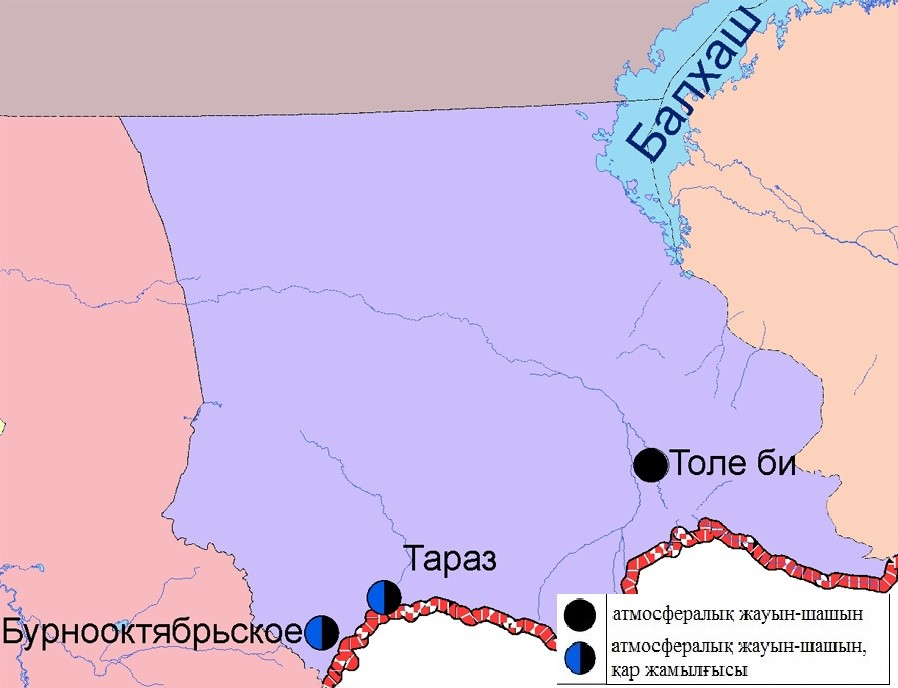 Балхаш
Толе би
Тараз
Бурнооктябрьское
атмосфералық жауын-шашын
атмосфералық жауын-шашын,
қар жамылғысы